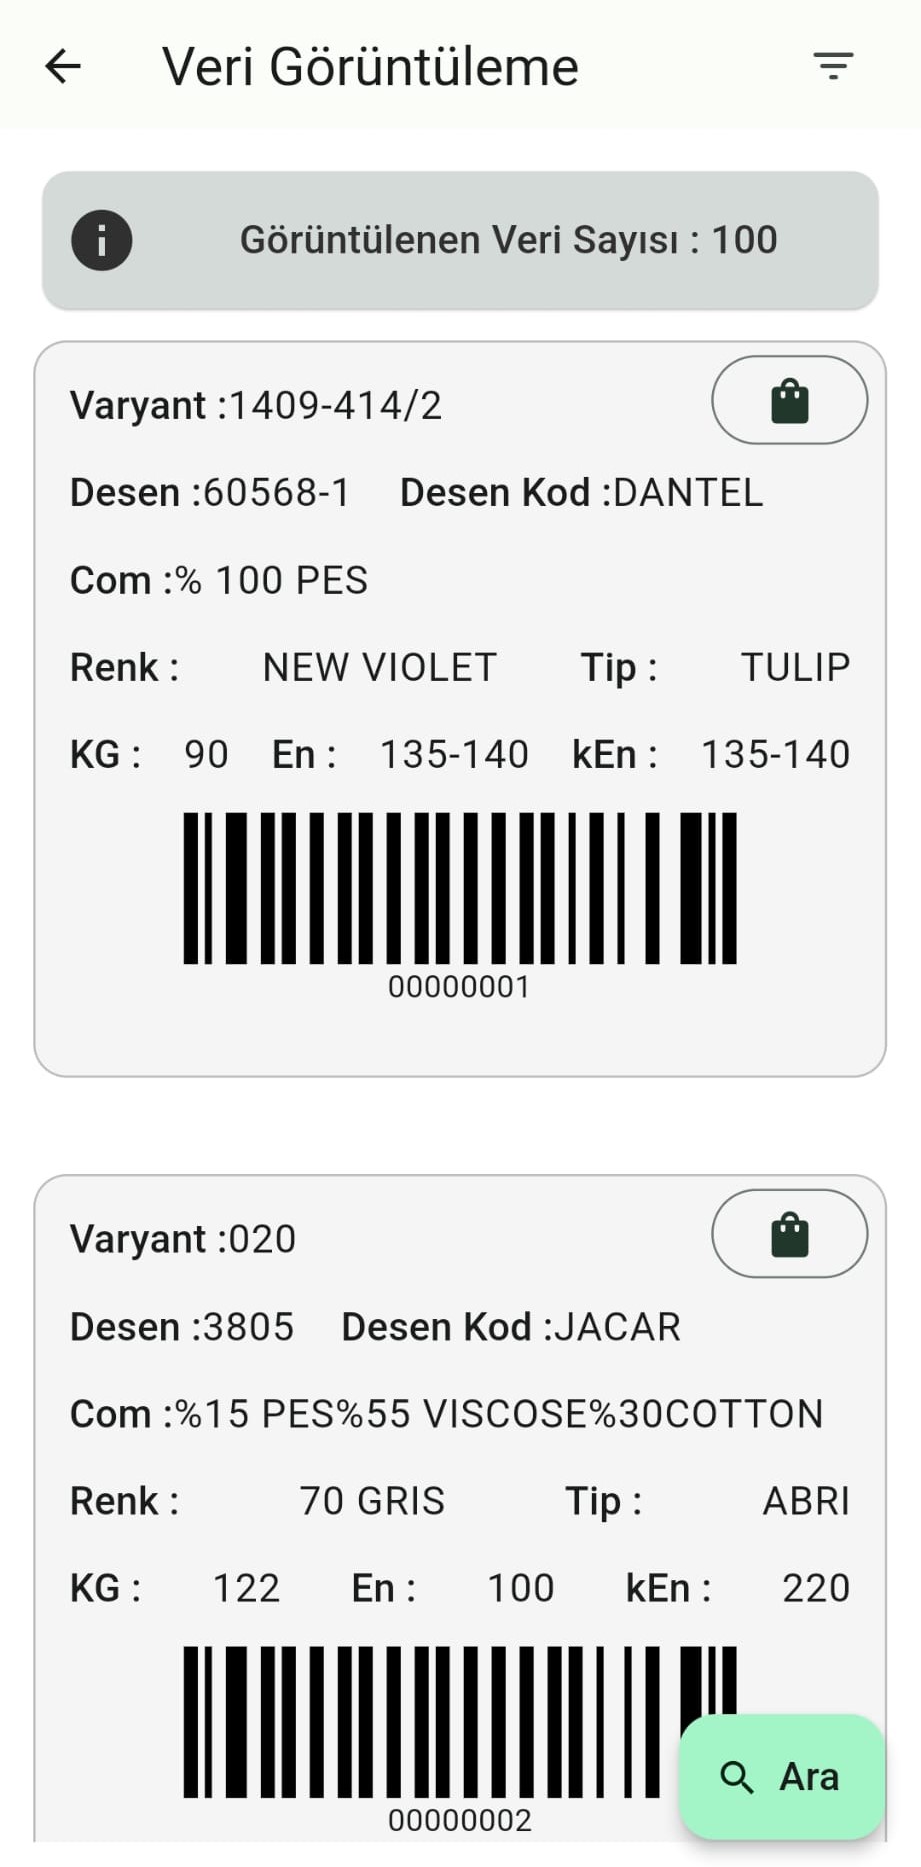 Veri Görüntüleme
Görüntülenen Veri Sayısı : 100
Varyant :1409-414/2
Desen :60568-1 Desen Kod :DANTEL
Com :% 100 PES
Renk : NEW VIOLET Tip : TULIP
KG : 90 En : 135-140 kEn : 135-140
00000001
Varyant :020
Desen :3805 Desen Kod :JACAR
Com :%15 PES%55 VISCOSE%30COTTON
Renk : 70 GRIS Tip : ABRI
KG : 122 En : 100 kEn : 220
00000002
Ara